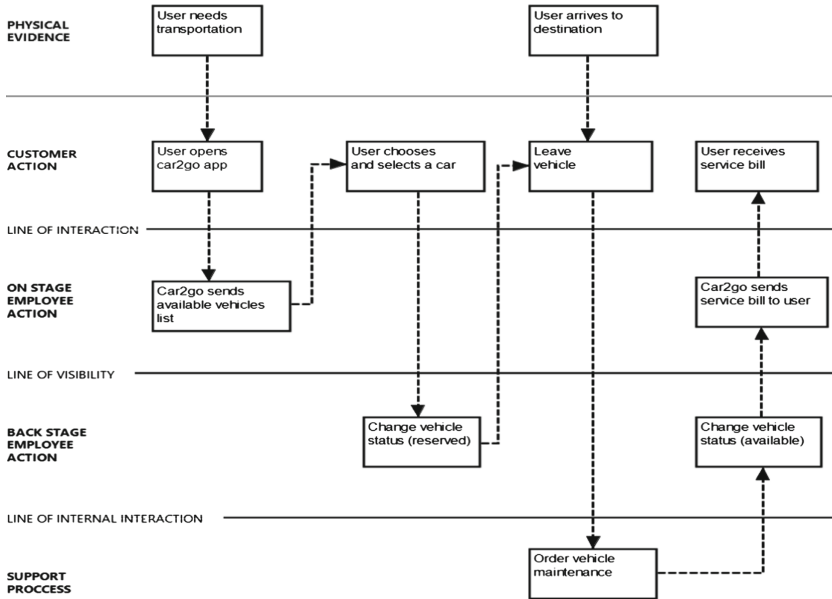 PHYSICAL
EVIDENCE
User needs
transportation
User arrives to
destination
CUSTOMER
ACTION
User opens
car2go app
User chooses
and selects a car
Leave
vehicle
User receives
service bill
LINE OF INTERACTION
ON STAGE
EMPLOYEE
ACTION
Car2go sends
available vehicles
list
Car2go sends
service bill to user
LINE OF VISIBILITY
BACK STAGE
EMPLOYEE
ACTION
Change vehicle
status (reserved)
Change vehicle
status (available)
LINE OF INTERNAL INTERACTION
SUPPORT
PROCCESS
Order vehicle
maintenance